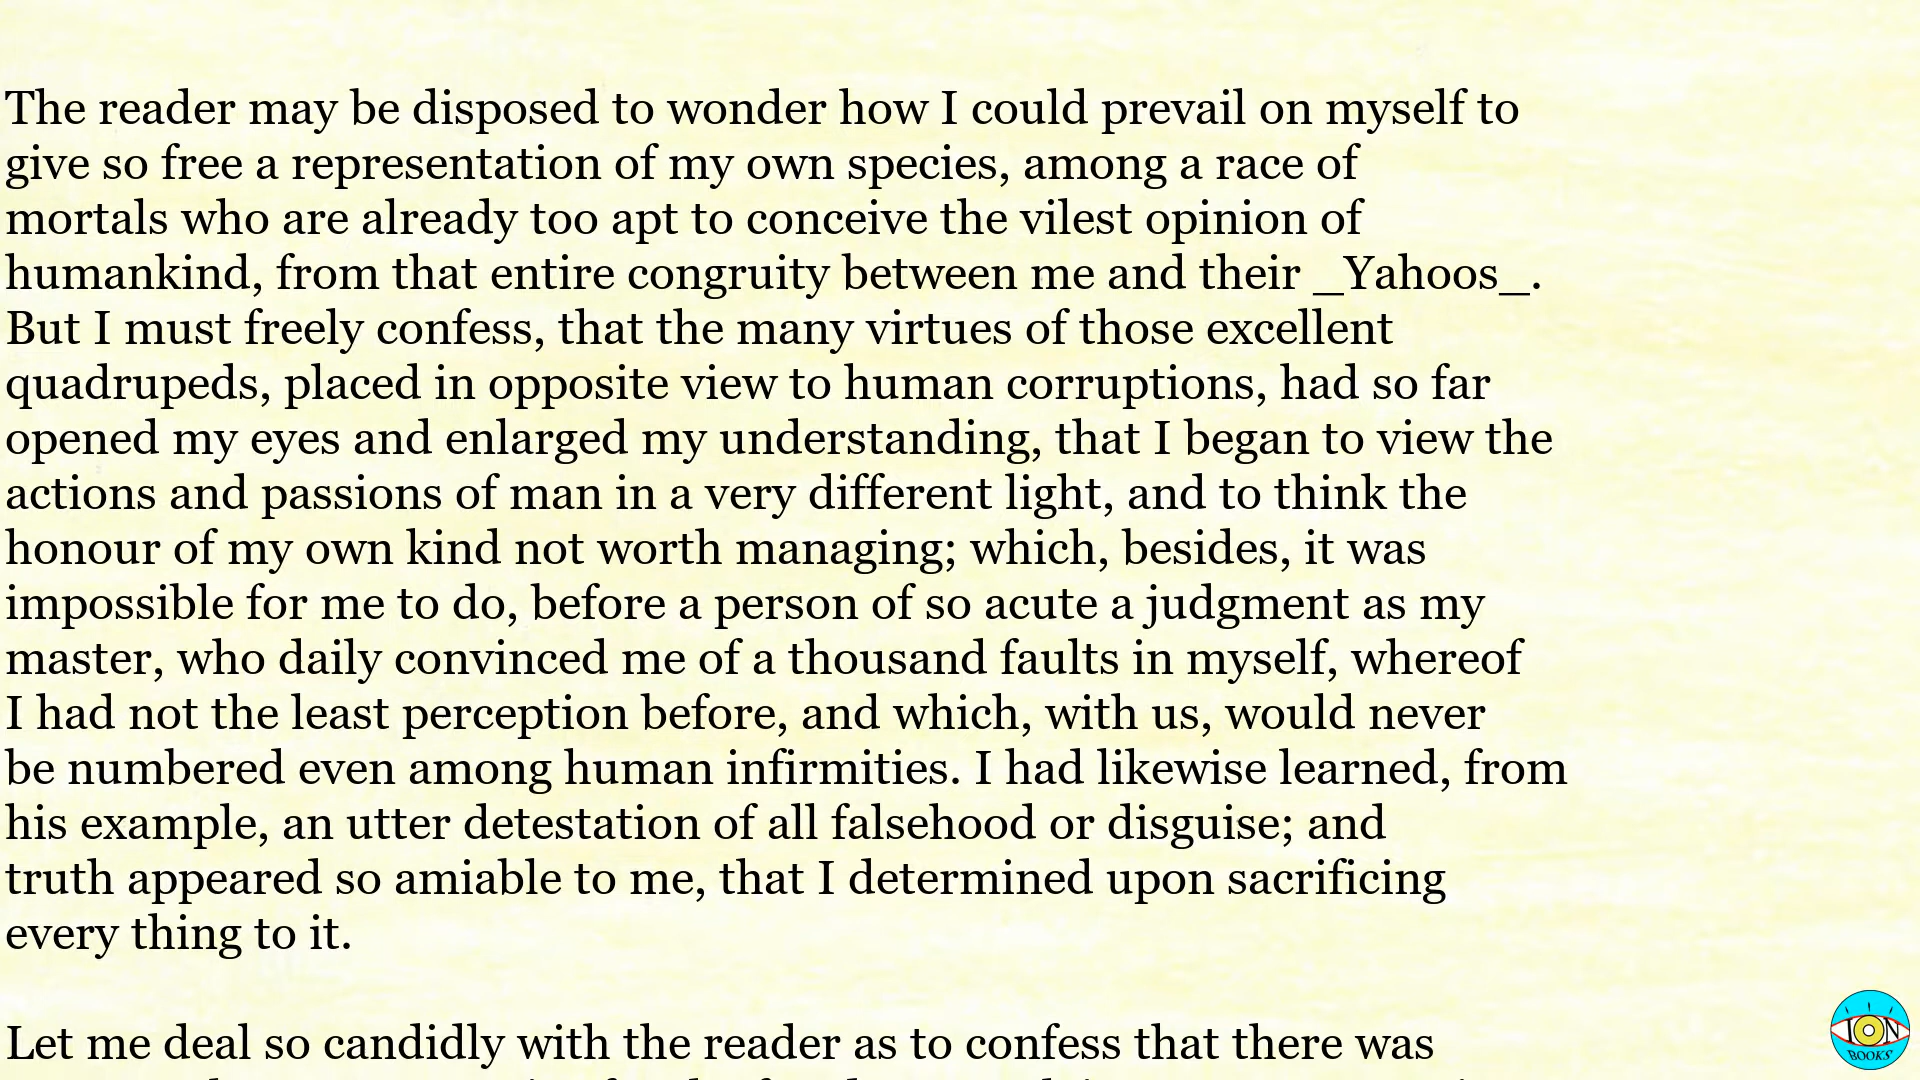 The reader may be disposed to wonder how I could prevail on myself to
give so free a representation of my own species, among a race of
mortals who are already too apt to conceive the vilest opinion of
humankind, from that entire congruity between me and their _Yahoos_.
But I must freely confess, that the many virtues of those excellent
quadrupeds, placed in opposite view to human corruptions, had so far
opened my eyes and enlarged my understanding, that I began to view the
actions and passions of man in a very different light, and to think the
honour of my own kind not worth managing; which, besides, it was
impossible for me to do, before a person of so acute a judgment as my
master, who daily convinced me of a thousand faults in myself, whereof
I had not the least perception before, and which, with us, would never
be numbered even among human infirmities. I had likewise learned, from
his example, an utter detestation of all falsehood or disguise; and
truth appeared so amiable to me, that I determined upon sacrificing
every thing to it.
Let me deal so candidly with the reader as to confess that there was
ION
BOOKS